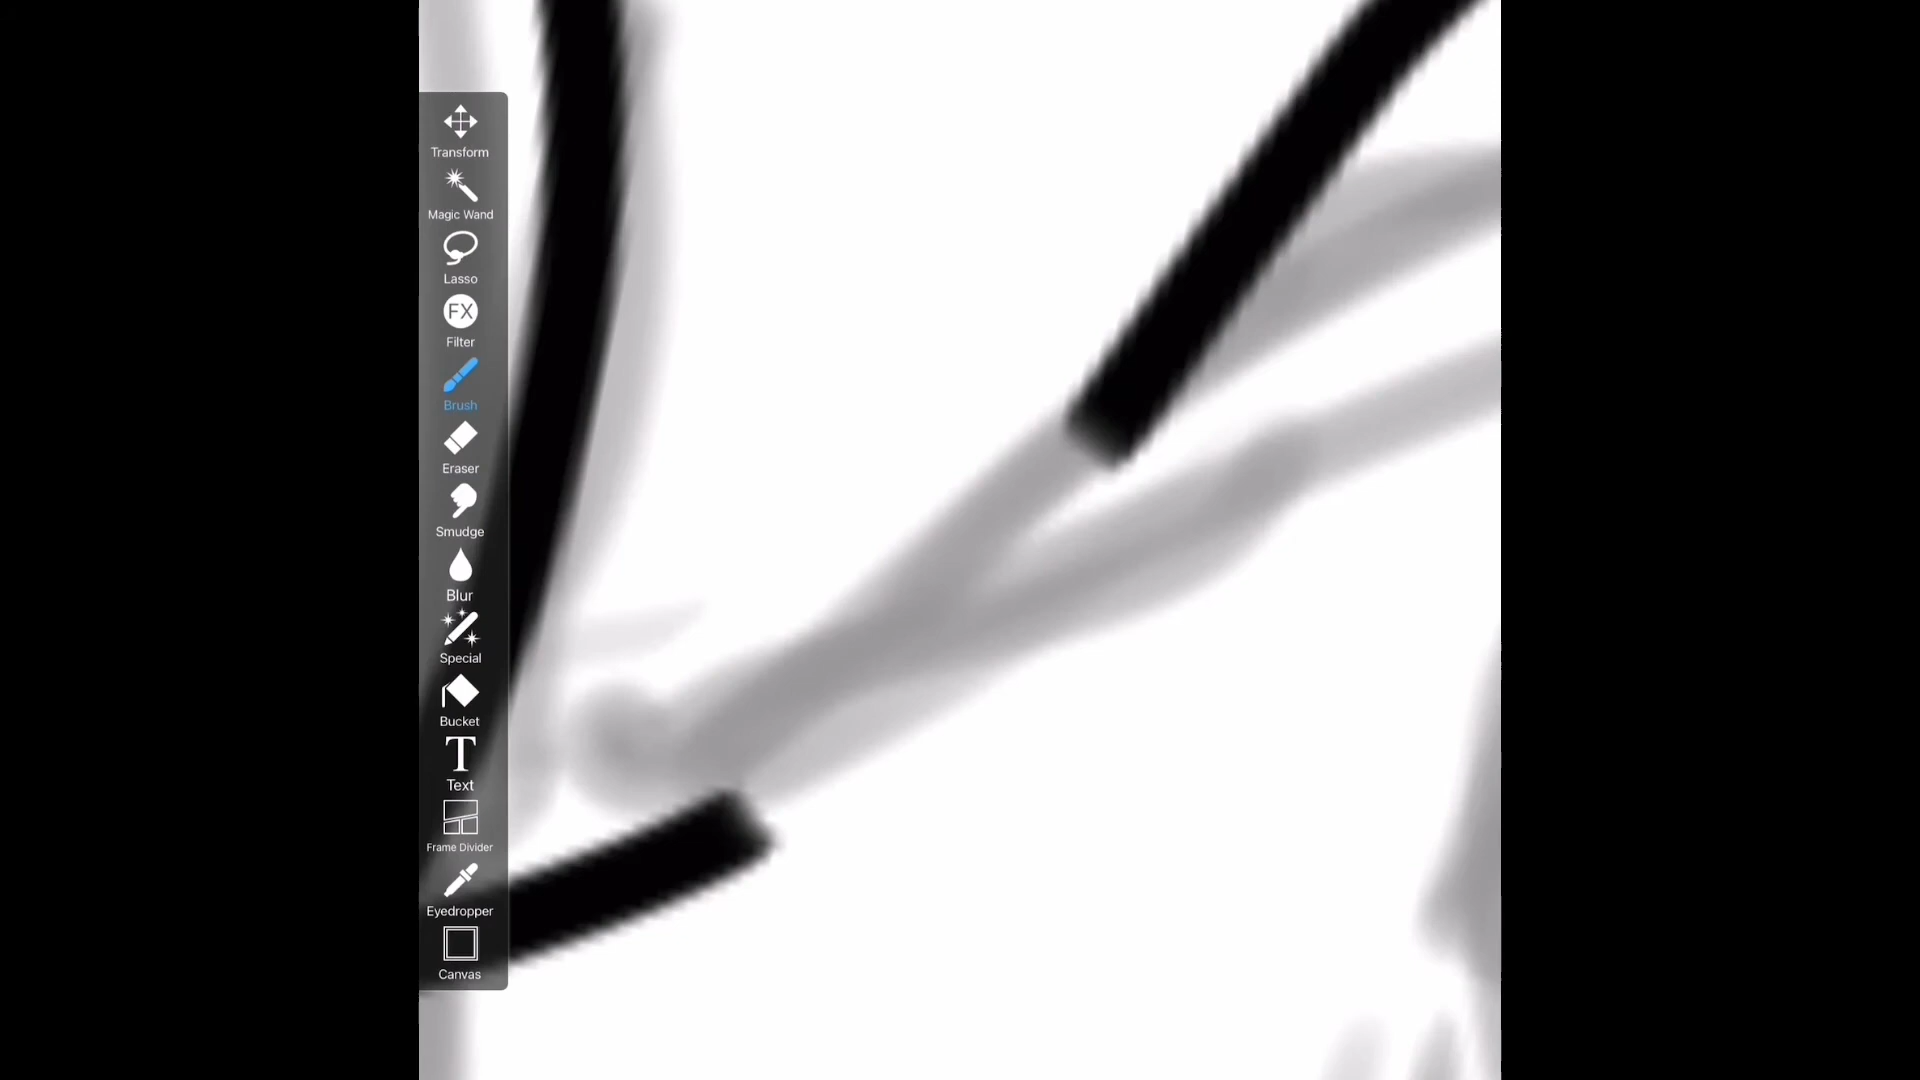 Transform
Magic Wand
Lasso
FX
Filter
Brush
Eraser
Smudge
Blur
Special
Bucket
T
Text
Frame Divider
Eyedropper
Canvas